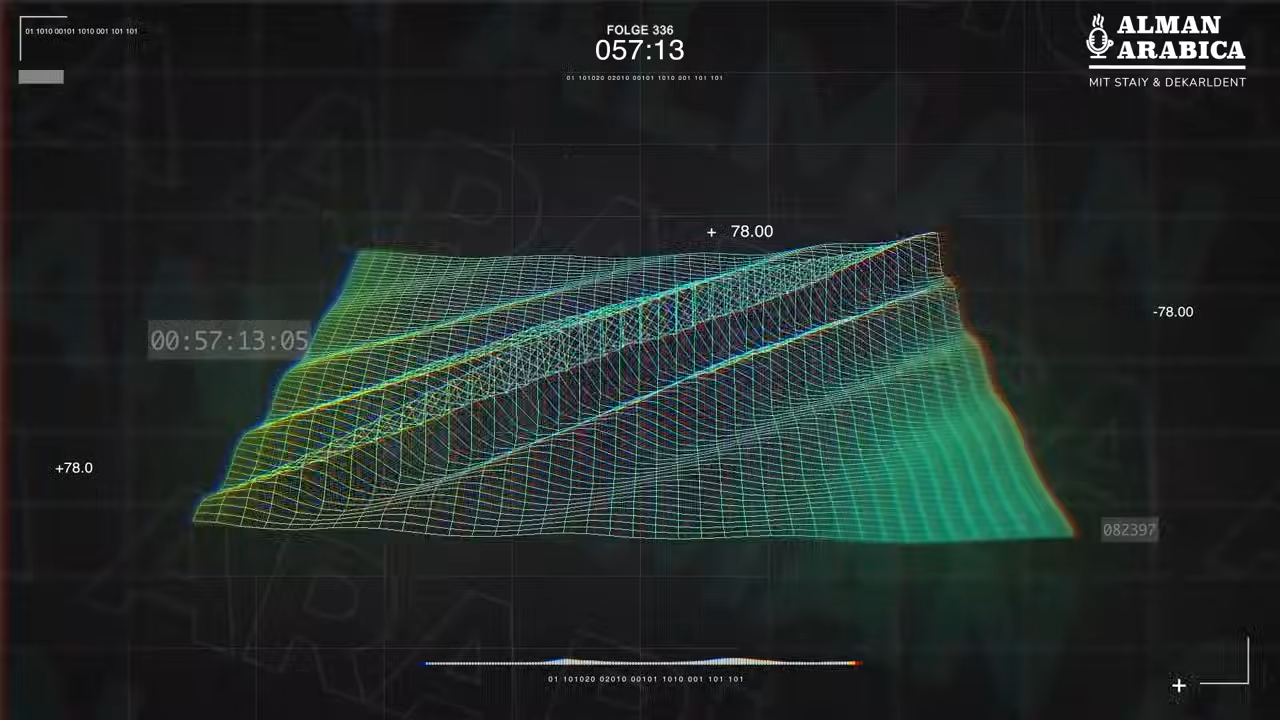 01 1010 00101 1010 001 101 101
FOLGE 336
057:13
01 101020 02010 00101 1010 001 101 101
ALMAN
ARABICA
MIT STAIY & DEKARLDENT
+ 78.00
-78.00
00:57:13:05
+78.0
082397
01 101020 02010 00101 1010 001 101 101
+